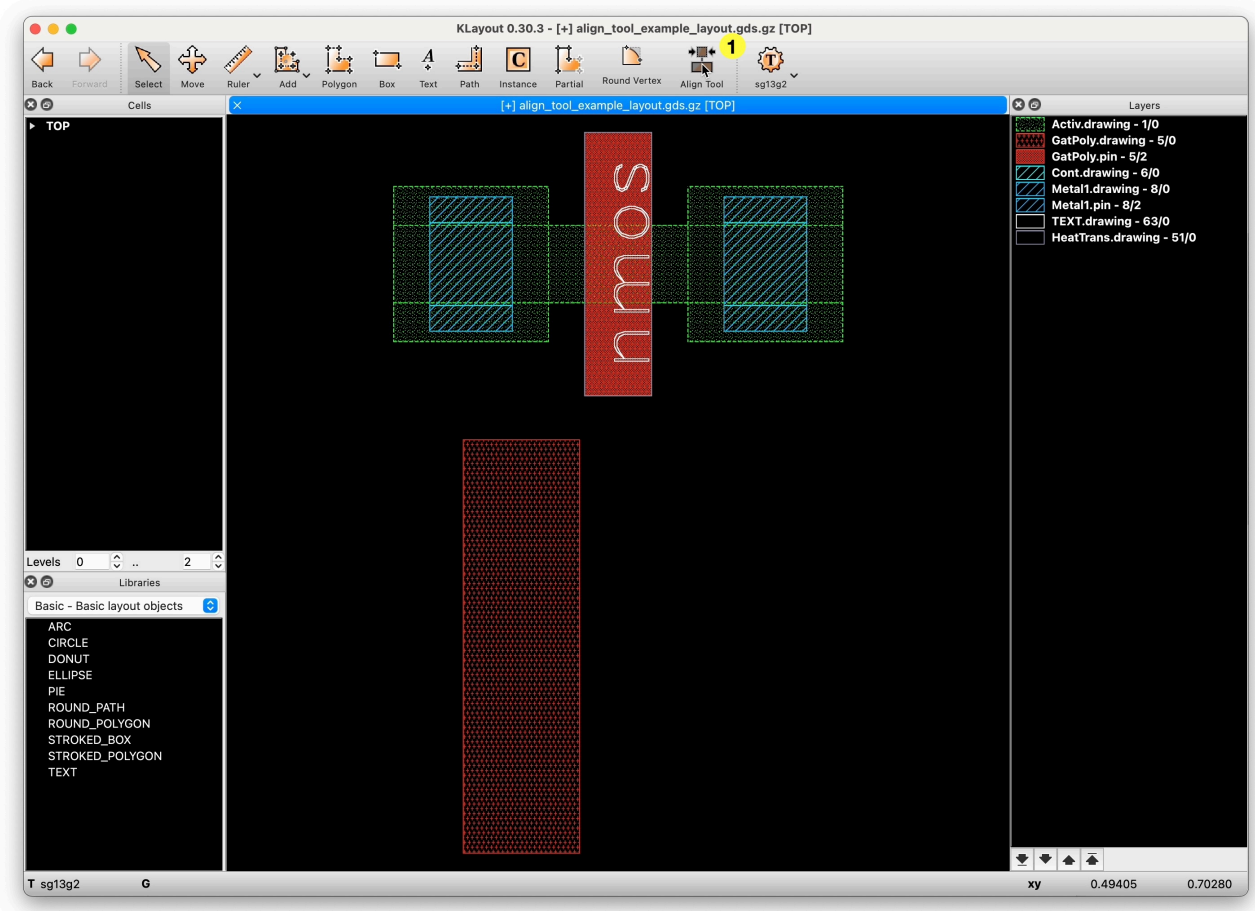 KLayout 0.30.3 - [+] align_tool_example_layout.gds.gz [TOP]
1
Back Forward Select Move Ruler Add Polygon Box Text Path Instance Partial Round Vertex Align Tool sg13g2
Cells
[+] align_tool_example_layout.gds.gz [TOP]
Layers
TOP
Activ.drawing - 1/0
GatPoly.drawing - 5/0
GatPoly.pin - 5/2
Cont.drawing - 6/0
Metal1.drawing - 8/0
Metal1.pin - 8/2
TEXT.drawing - 63/0
HeatTrans.drawing - 51/0
nmos
Levels 0 .. 2
Libraries
Basic - Basic layout objects
ARC
CIRCLE
DONUT
ELLIPSE
PIE
ROUND_PATH
ROUND_POLYGON
STROKED_BOX
STROKED_POLYGON
TEXT
T sg13g2 G xy 0.49405 0.70280